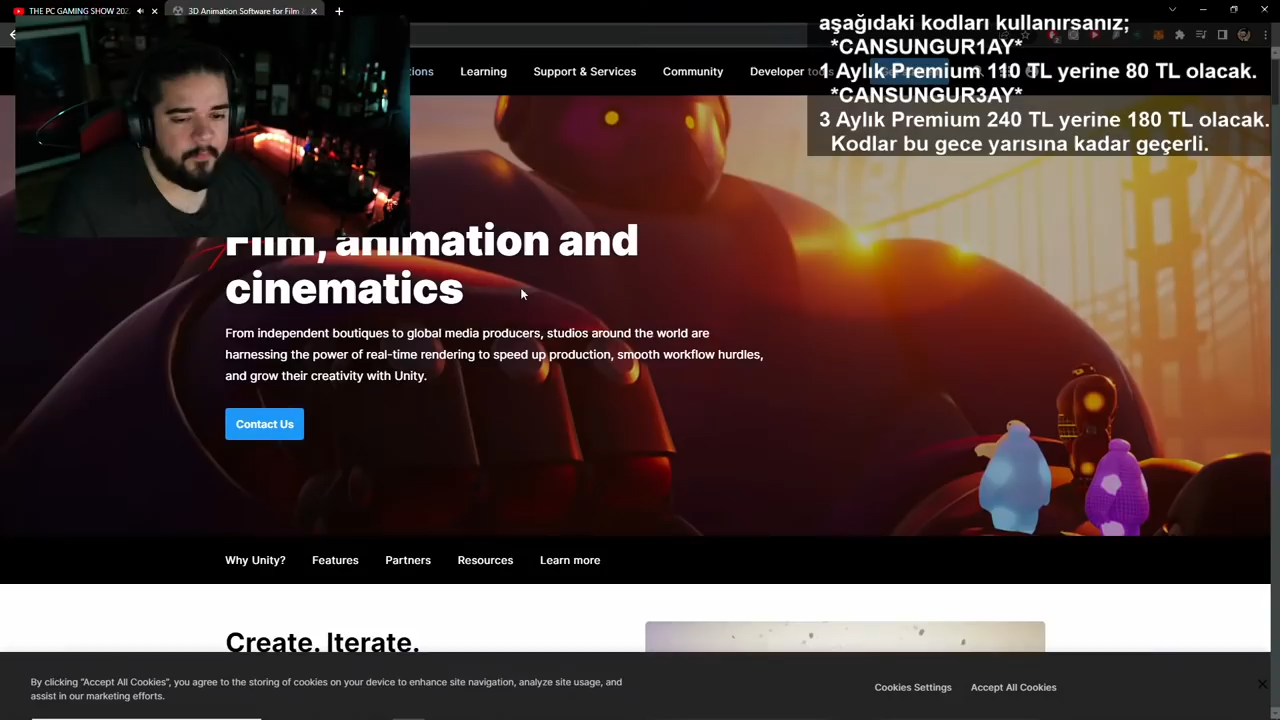 THE PC GAMING SHOW 202
3D Animation Software for Film
aşağıdaki kodları kullanırsanız;
*CANSUNGUR1AY*
1 Aylık Premium 110 TL yerine 80 TL olacak.
*CANSUNGUR3AY*
3 Aylık Premium 240 TL yerine 180 TL olacak.
Kodlar bu gece yarısına kadar geçerli.
Learning
Support & Services
Community
Developer
Film, animation and
cinematics
From independent boutiques to global media producers, studios around the world are
harnessing the power of real-time rendering to speed up production, smooth workflow hurdles,
and grow their creativity with Unity.
Contact Us
Why Unity?
Features
Partners
Resources
Learn more
Create. Iterate.
By clicking “Accept All Cookies”, you agree to the storing of cookies on your device to enhance site navigation, analyze site usage, and
assist in our marketing efforts.
Cookies Settings
Accept All Cookies